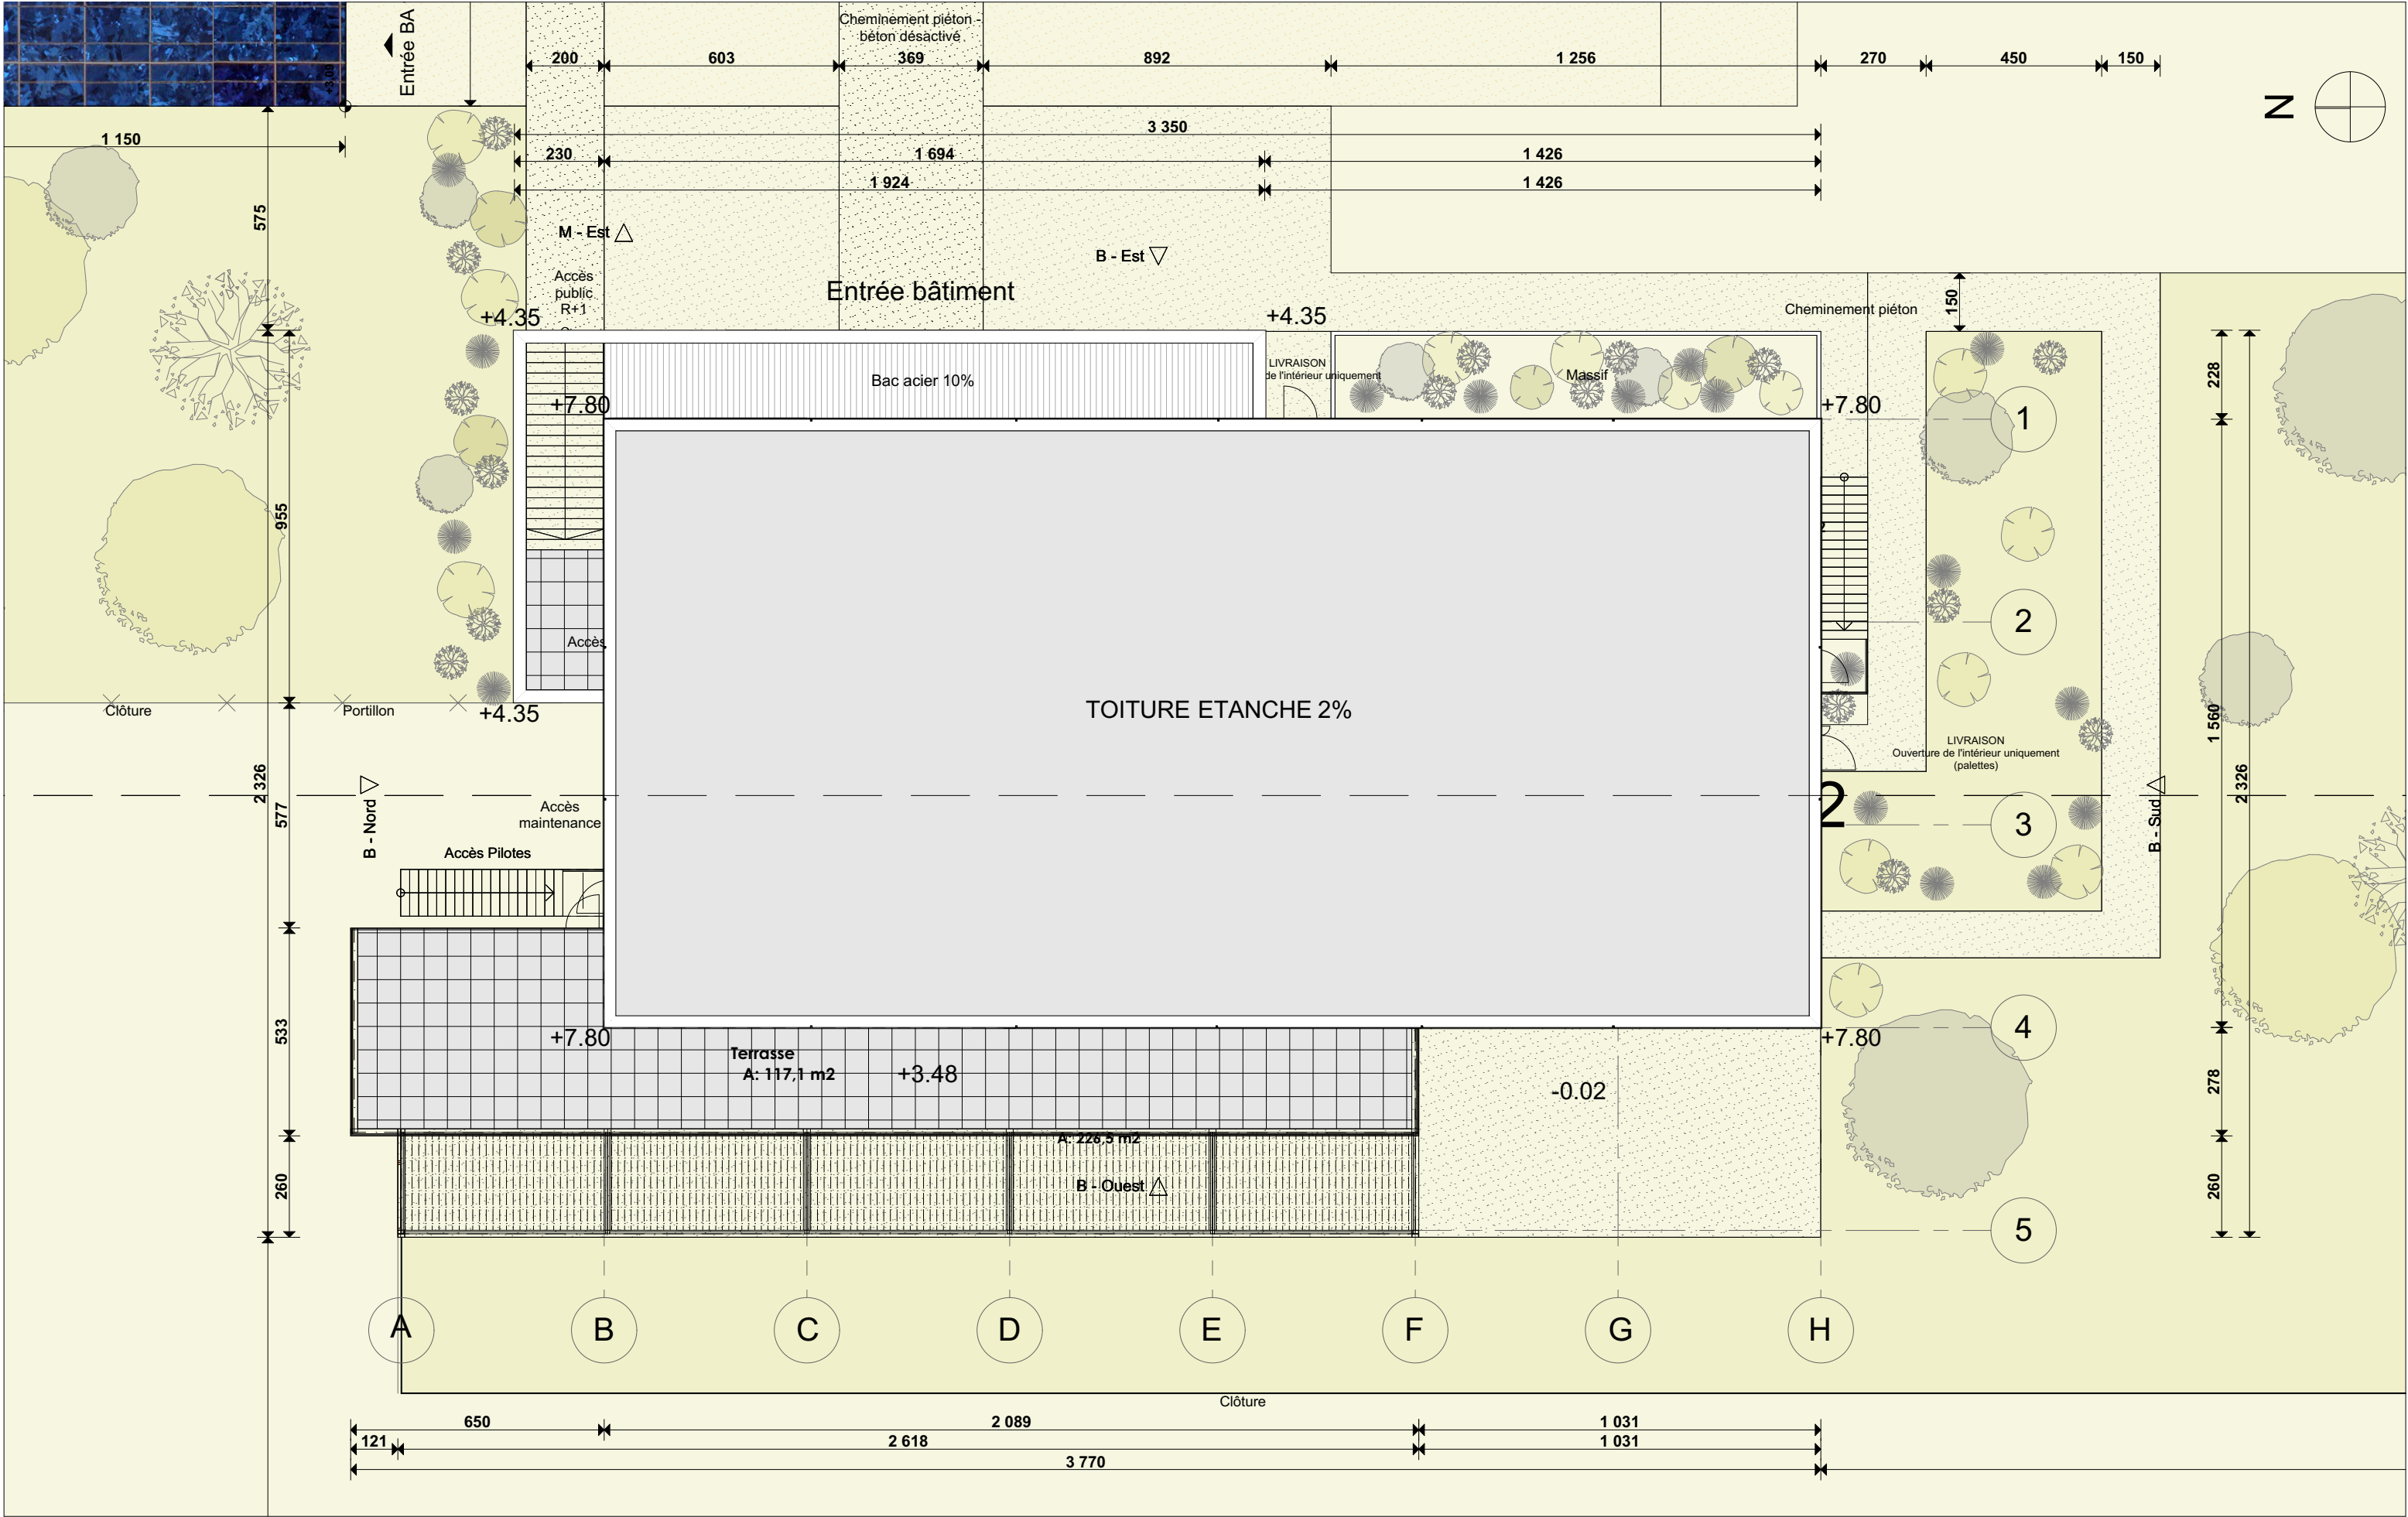 Entrée BA
-3,00
Cheminement piéton -
béton désactivé
200
603
369
892
1 256
270
450
150
1 150
3 350
230
1 694
1 426
1 924
1 426
N
575
M - Est
B - Est
Accès
public
R+1
Entrée bâtiment
+4.35
+4.35
Cheminement piéton
150
LIVRAISON
de l'intérieur uniquement
Massif
Bac acier 10%
+7.80
+7.80
228
1
955
2
Accès
TOITURE ETANCHE 2%
Clôture
Portillon
+4.35
1 560
LIVRAISON
Ouverture de l'intérieur uniquement
(palettes)
2 326
577
B - Nord
Accès
maintenance
2
3
B - Sud
2 326
Accès Pilotes
533
+7.80
Terrasse
A: 117,1 m2
+3.48
-0.02
+7.80
4
278
A: 226,5 m2
260
B - Ouest
260
5
A
B
C
D
E
F
G
H
Clôture
650
2 089
1 031
121
2 618
1 031
3 770